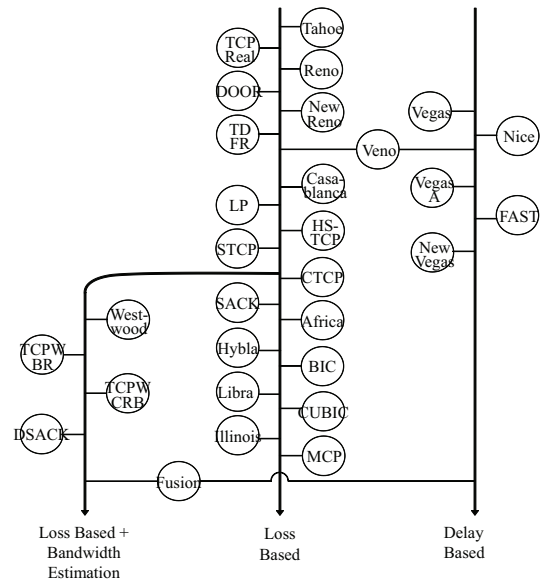 Tahoe
TCP
Real
Reno
DOOR
New
Reno
Vegas
TD
FR
Nice
Veno
Casa-
blanca
Vegas
A
LP
FAST
HS-
TCP
STCP
New
Vegas
CTCP
SACK
West-
wood
Africa
TCPW
BR
Hybla
BIC
TCPW
CRB
Libra
CUBIC
DSACK
Illinois
MCP
Fusion
Loss Based +
Bandwidth
Estimation
Loss
Based
Delay
Based